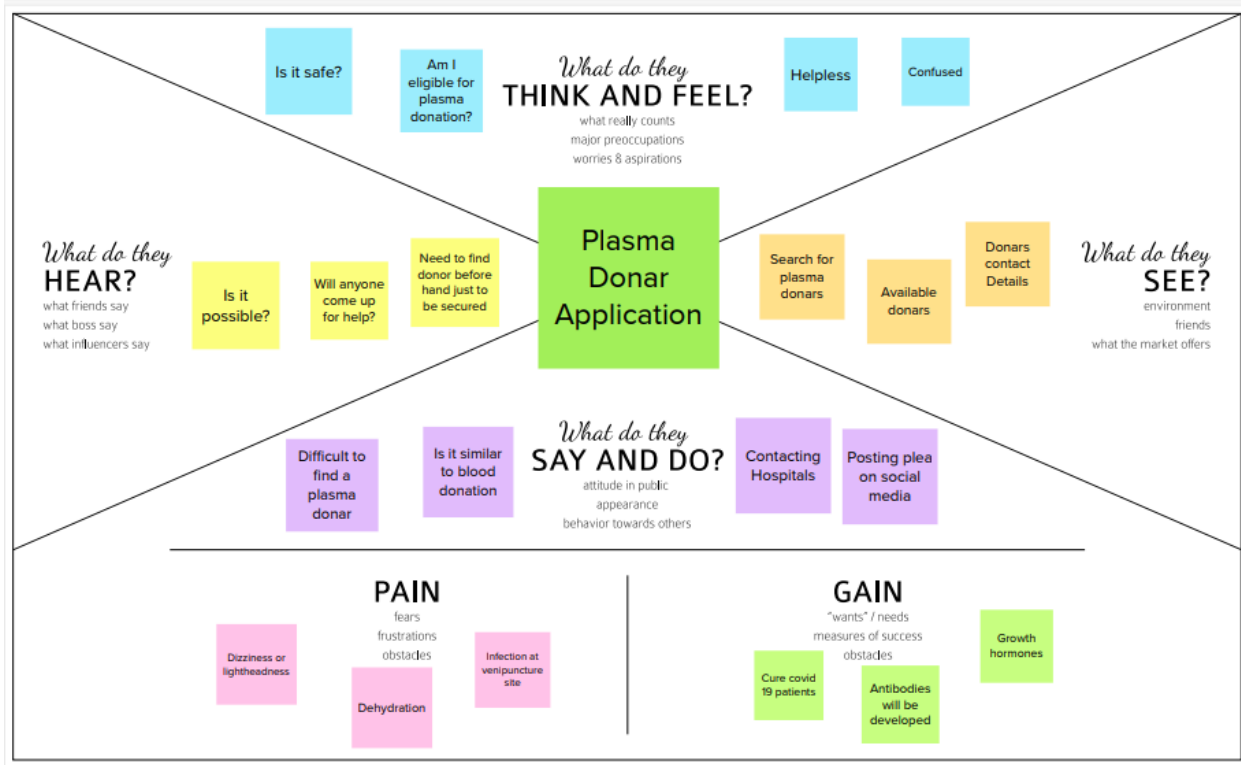 Is it safe?
Am I
eligible for
plasma
donation?
What do they
THINK AND FEEL?
what really counts
major preoccupations
worries & aspirations
Helpless
Confused
What do they
HEAR?
what friends say
what boss say
what influencers say
Is it
possible?
Will anyone
come up
for help?
Need to find
donor before
hand just to
be secured
Plasma
Donar
Application
Search for
plasma
donars
Available
donars
Donars
contact
Details
What do they
SEE?
environment
friends
what the market offers
Difficult to
find a
plasma
donar
Is it similar
to blood
donation
What do they
SAY AND DO?
attitude in public
appearance
behavior towards others
Contacting
Hospitals
Posting plea
on social
media
PAIN
fears
frustrations
obstacles
Dizziness or
lightheadness
Dehydration
Infection at
venipuncture
site
GAIN
"wants" / needs
measures of success
obstacles
Cure covid
19 patients
Antibodies
will be
developed
Growth
hormones